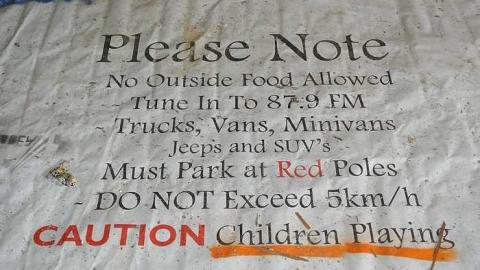 Please Note
- No Outside Food Allowed
- Tune In To 87.9 FM
- Trucks, Vans, Minivans
Jeeps and SUV's
Must Park at Red Poles
- DO NOT Exceed 5km/h
CAUTION Children Playing